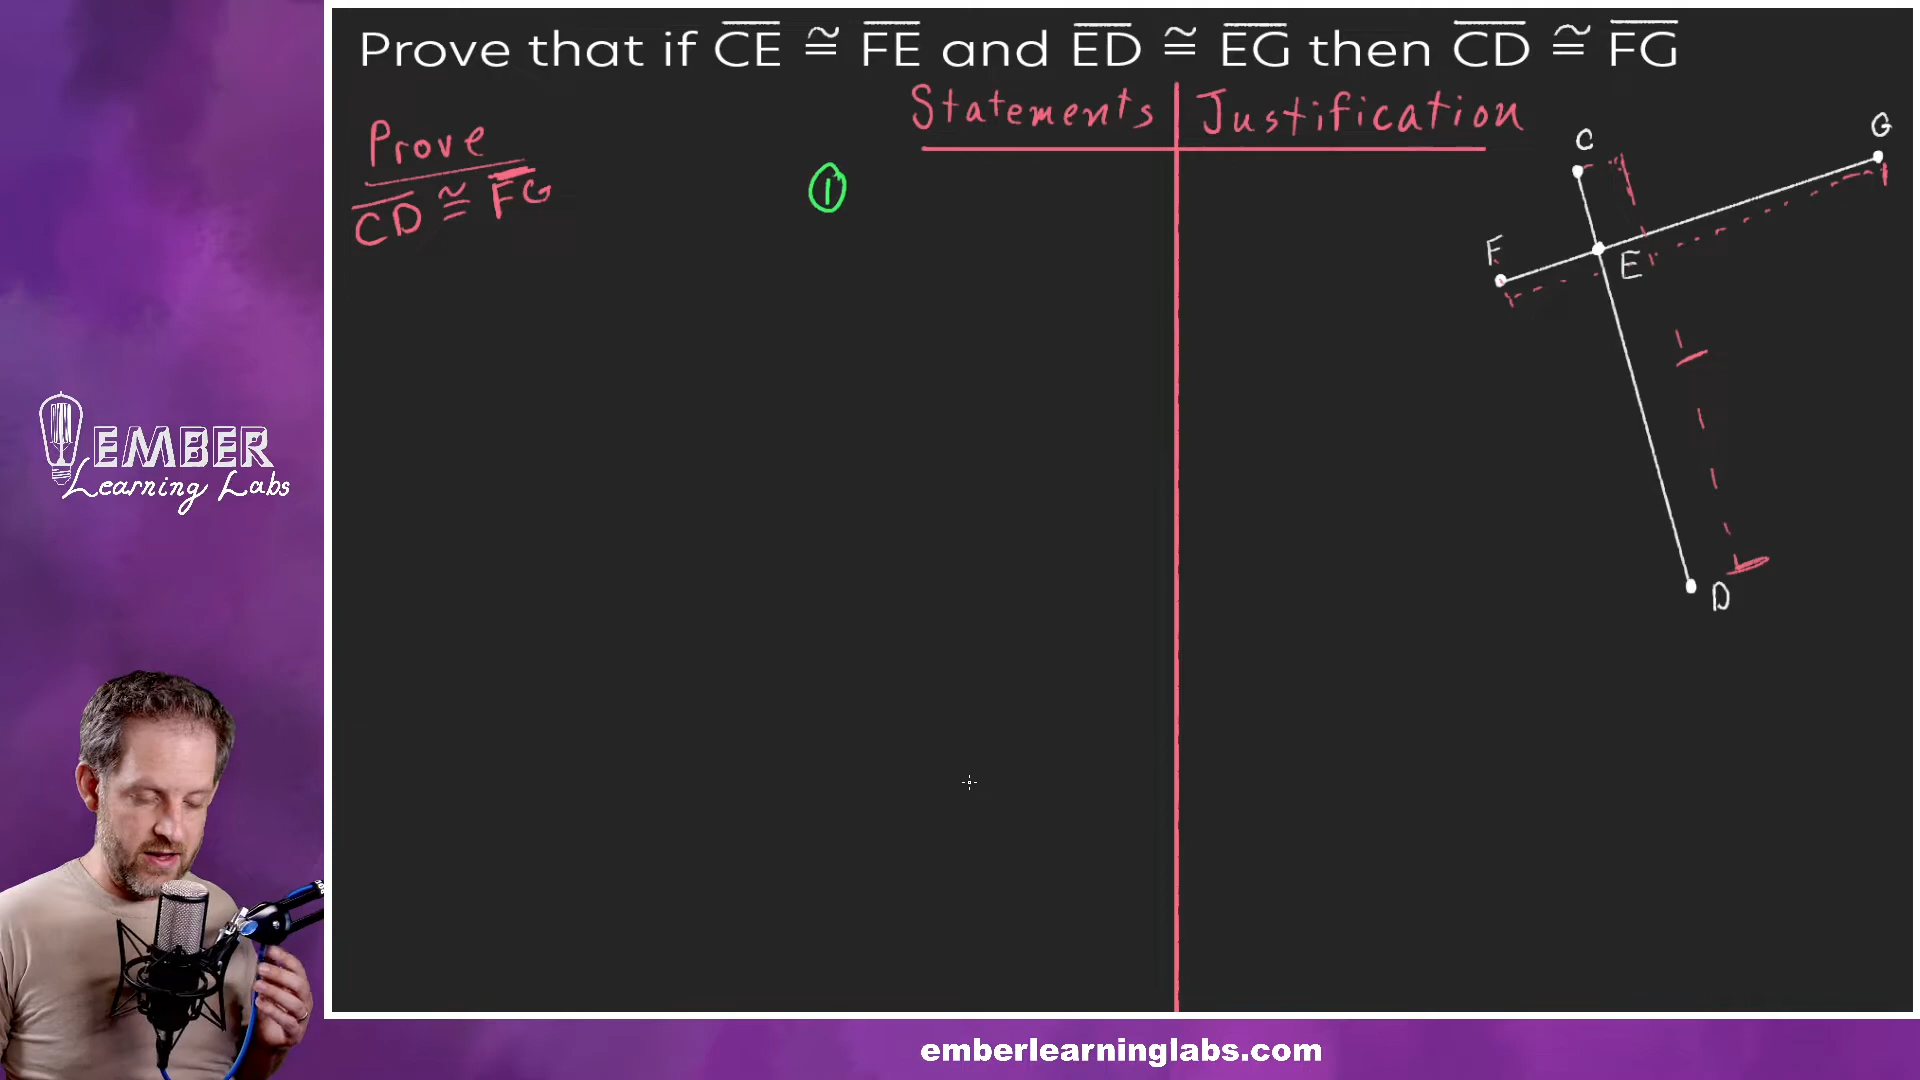 Prove that if CE ≅ FE and ED ≅ EG then CD ≅ FG
Statements Justification
Prove
CD ≅ FG
①
C
G
F
E
D
EMBER
Learning Labs
emberlearninglabs.com